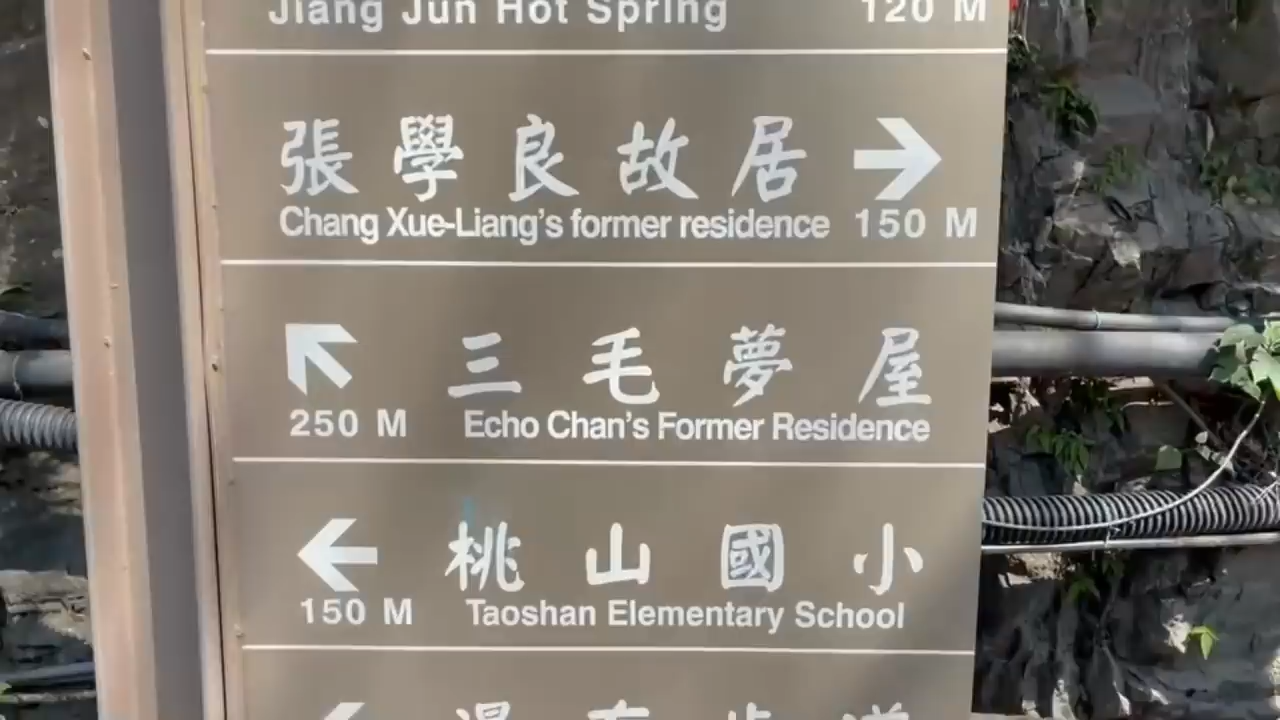 Jiang Jun Hot Spring 120 M
張學良故居 →
Chang Xue-Liang's former residence 150 M
↖ 三毛夢屋
250 M Echo Chan's Former Residence
← 桃山國小
150 M Taoshan Elementary School